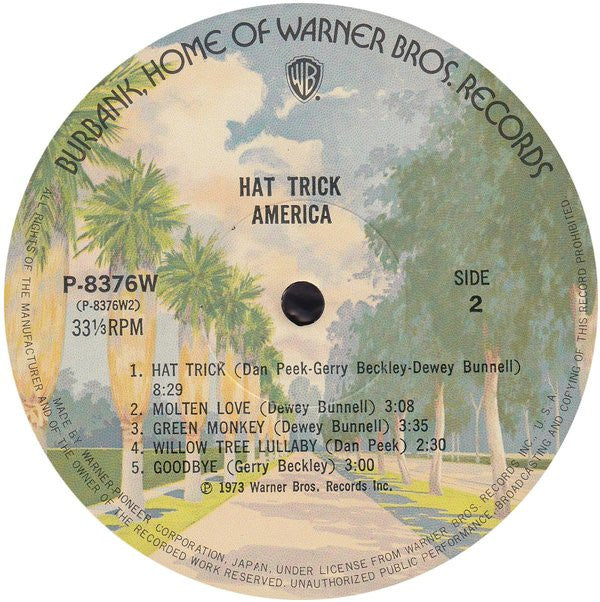 BURBANK, HOME OF WARNER BROS. RECORDS
WB
HAT TRICK
AMERICA
P-8376W
(P-8376W2)
33⅓RPM
SIDE
2
1. HAT TRICK (Dan Peek-Gerry Beckley-Dewey Bunnell)
8:29
2. MOLTEN LOVE (Dewey Bunnell) 3:08
3. GREEN MONKEY (Dewey Bunnell) 3:35
4. WILLOW TREE LULLABY (Dan Peek) 2:30
5. GOODBYE (Gerry Beckley) 3:00
Ⓟ 1973 Warner Bros. Records Inc.
MADE BY WARNER-PIONEER CORPORATION, JAPAN, UNDER LICENSE FROM WARNER BROS. RECORDS INC., U.S.A.
ALL RIGHTS OF THE MANUFACTURER AND OF THE OWNER OF THE RECORDED WORK RESERVED. UNAUTHORIZED PUBLIC PERFORMANCE, BROADCASTING AND COPYING OF THIS RECORD PROHIBITED.